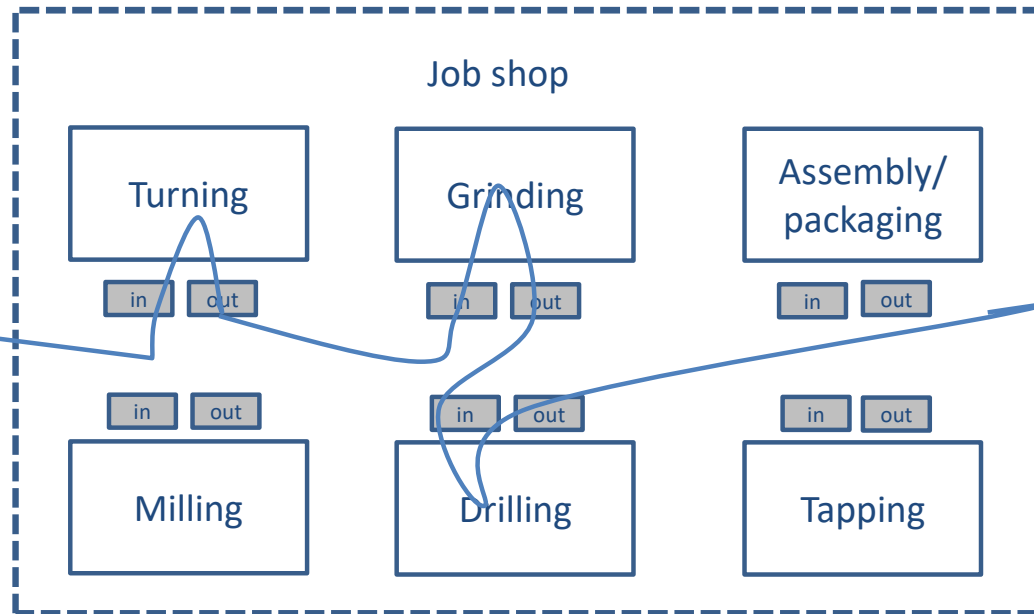 Job shop
Turning
Grinding
Assembly/
packaging
in
out
in
out
in
out
in
out
in
out
in
out
Milling
Drilling
Tapping